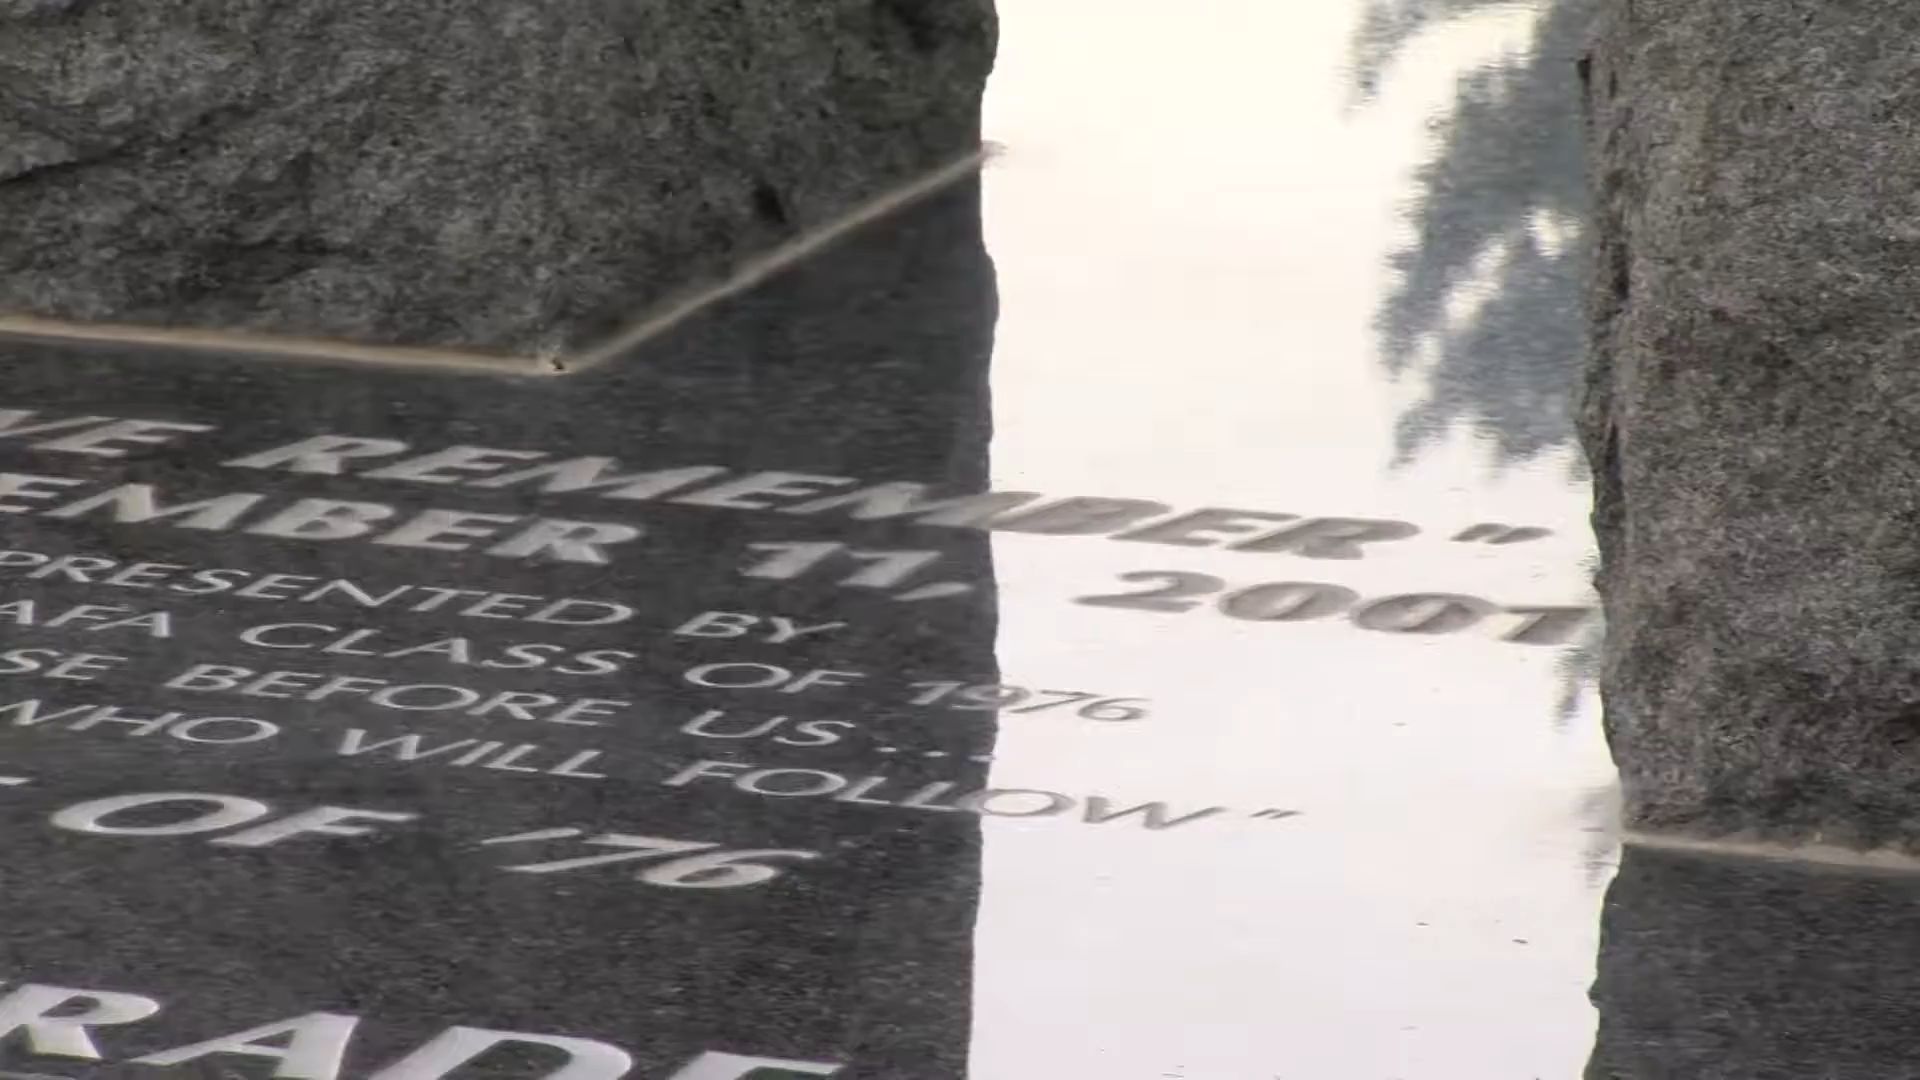 VE REMEMBER"
EMBER 11, 2001
PRESENTED BY
AFA CLASS OF 1976
SE BEFORE US...
WHO WILL FOLLOW"
OF '76
RADE